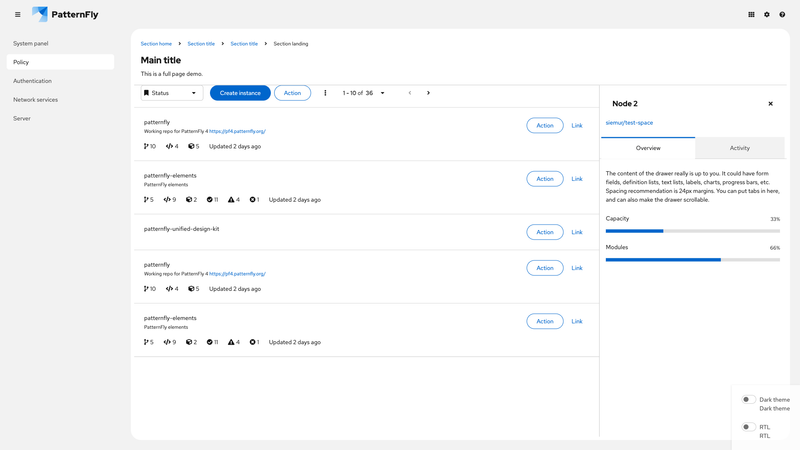 PatternFly
System panel
Policy
Authentication
Network services
Server
Section home > Section title > Section title > Section landing
Main title
This is a full page demo.
Status
Create instance
Action
1 - 10 of 36
patternfly
Working repo for PatternFly 4 https://pf4.patternfly.org/
10 4 5 Updated 2 days ago
Action
Link
patternfly-elements
PatternFly elements
5 9 2 11 4 1 Updated 2 days ago
Action
Link
patternfly-unified-design-kit
Action
Link
patternfly
Working repo for PatternFly 4 https://pf4.patternfly.org/
10 4 5 Updated 2 days ago
Action
Link
patternfly-elements
PatternFly elements
5 9 2 11 4 1 Updated 2 days ago
Action
Link
Node 2
siemur/test-space
Overview
Activity
The content of the drawer really is up to you. It could have form
fields, definition lists, text lists, labels, charts, progress bars, etc.
Spacing recommendation is 24px margins. You can put tabs in here,
and can also make the drawer scrollable.
Capacity 33%
Modules 66%
Dark theme
Dark theme
RTL
RTL